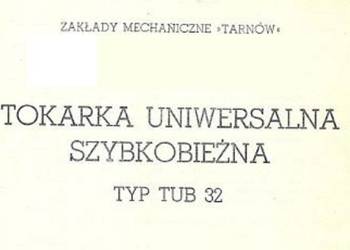 ZAKŁADY MECHANICZNE »TARNÓW«
TOKARKA UNIWERSALNA
SZYBKOBIEŻNA
TYP TUB 32